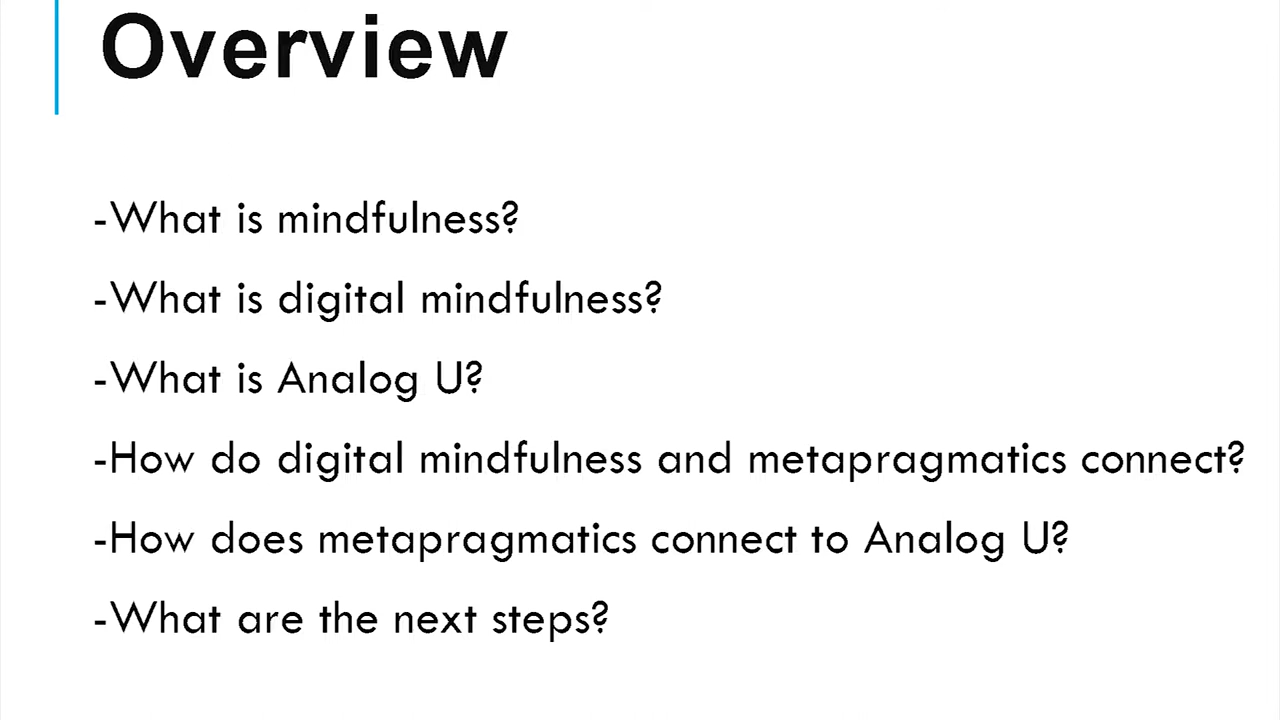 Overview
-What is mindfulness?
-What is digital mindfulness?
-What is Analog U?
-How do digital mindfulness and metapragmatics connect?
-How does metapragmatics connect to Analog U?
-What are the next steps?